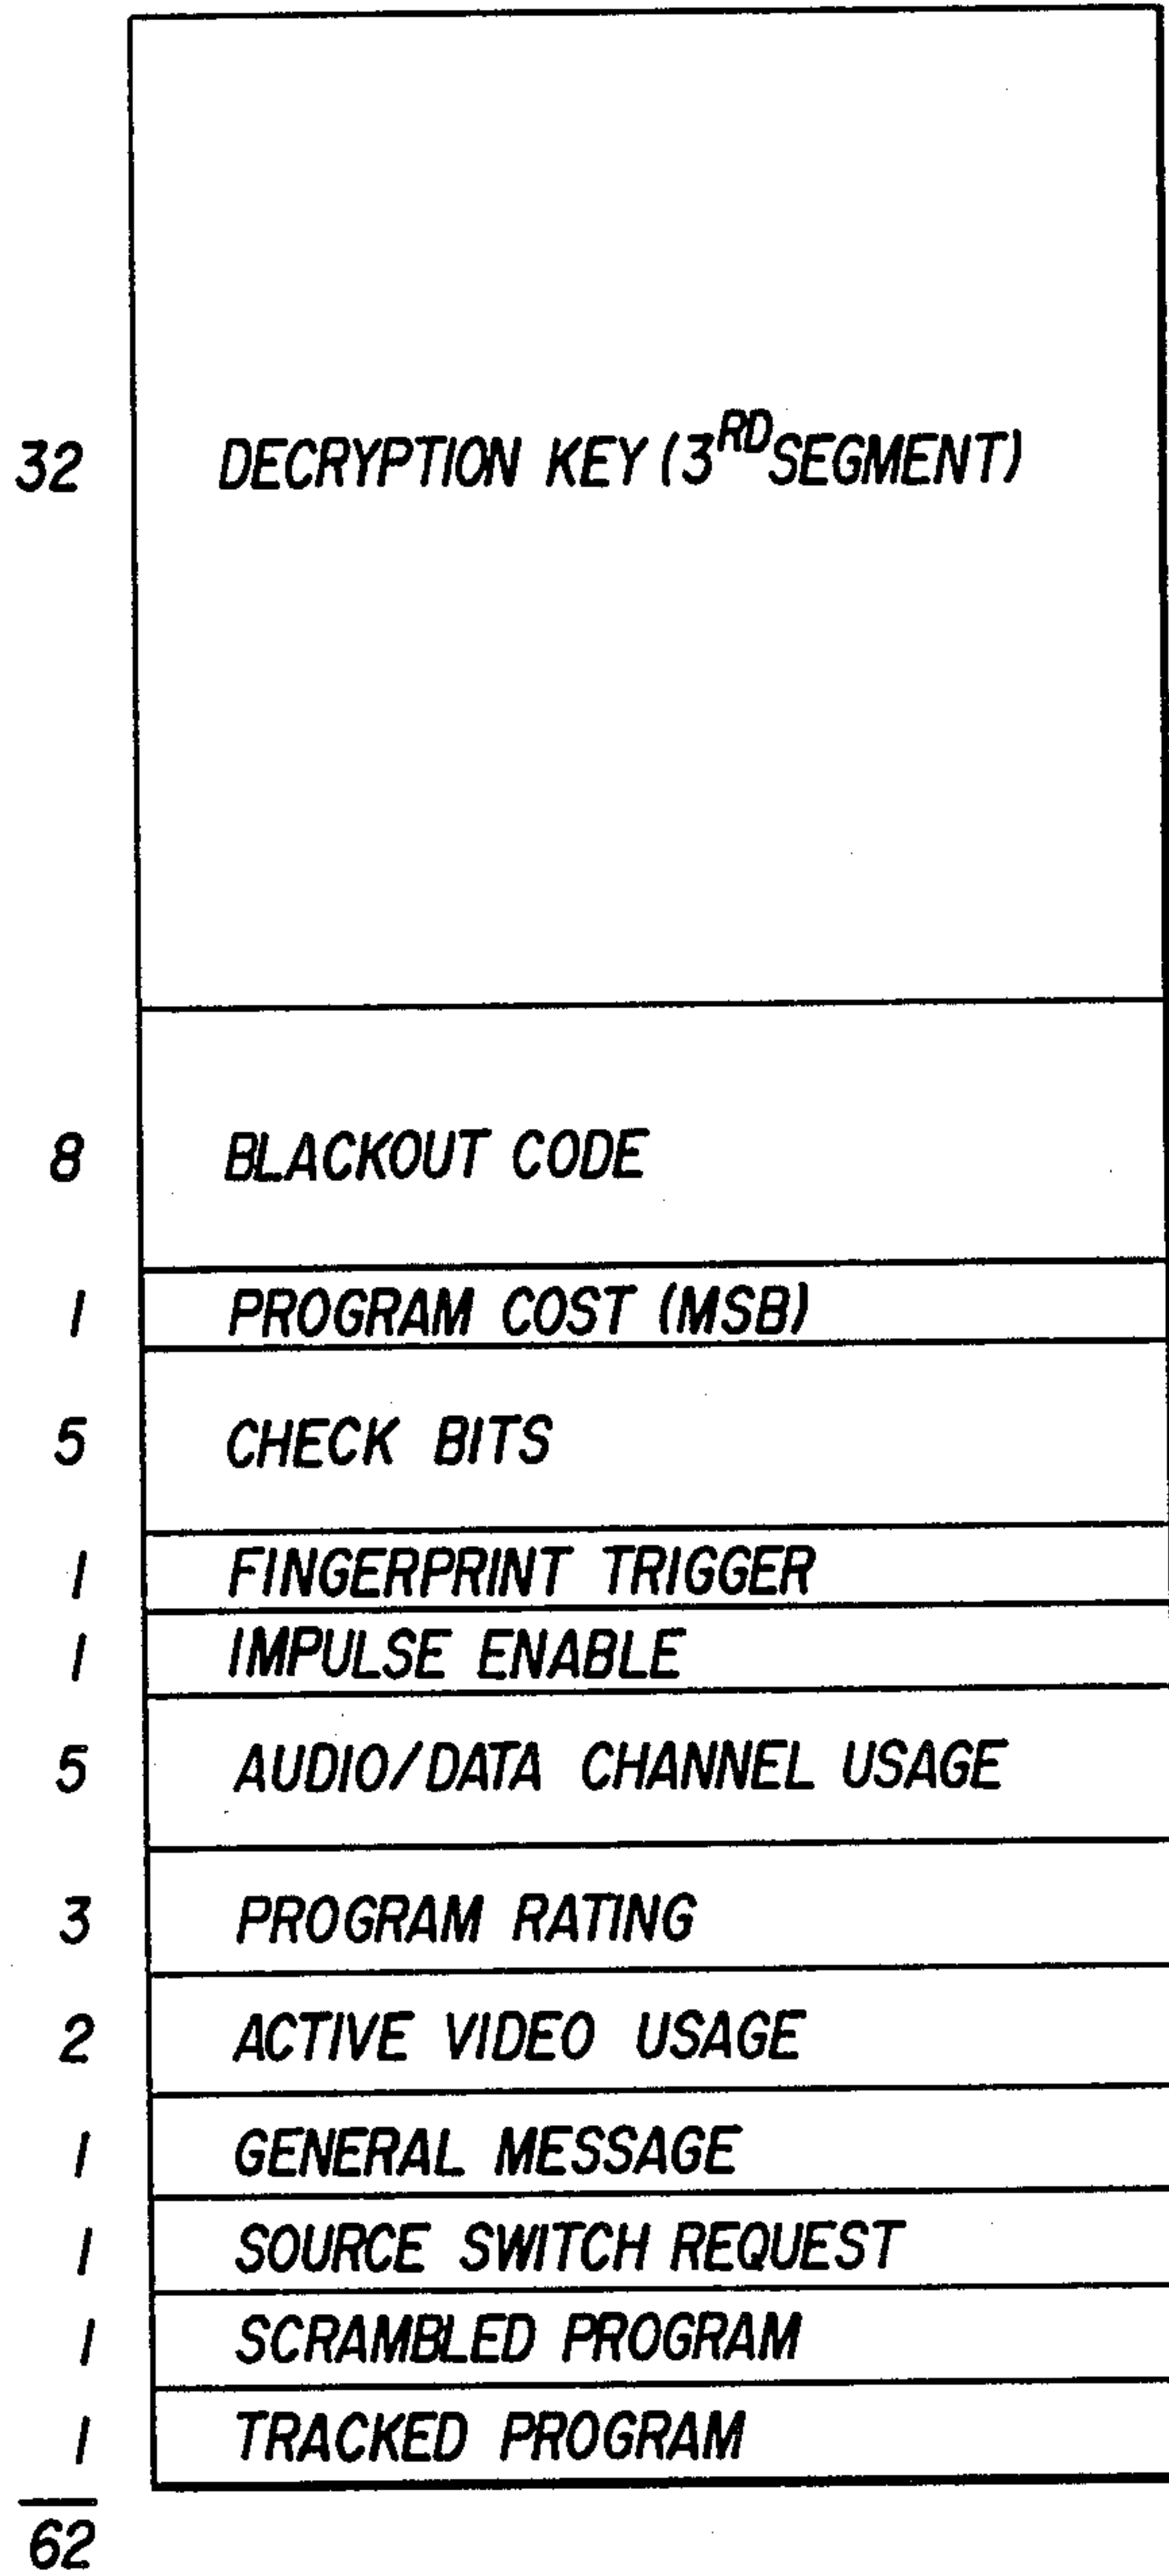 32 DECRYPTION KEY (3RD SEGMENT)
8 BLACKOUT CODE
1 PROGRAM COST (MSB)
5 CHECK BITS
1 FINGERPRINT TRIGGER
1 IMPULSE ENABLE
5 AUDIO/DATA CHANNEL USAGE
3 PROGRAM RATING
2 ACTIVE VIDEO USAGE
1 GENERAL MESSAGE
1 SOURCE SWITCH REQUEST
1 SCRAMBLED PROGRAM
1 TRACKED PROGRAM
62